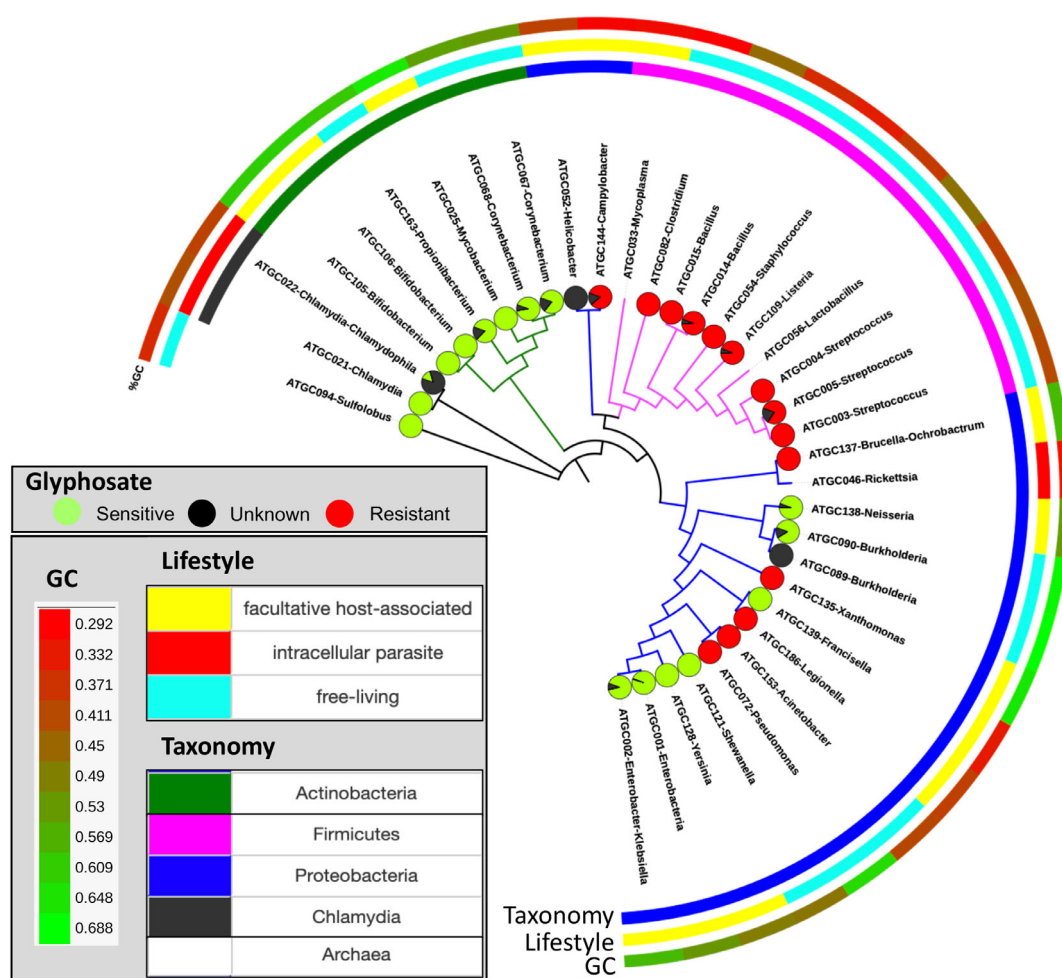 %GC
ATGC094-Sulfolobus
ATGC021-Chlamydia
ATGC022-Chlamydia-Chlamydophila
ATGC105-Bifidobacterium
ATGC106-Bifidobacterium
ATGC163-Propionibacterium
ATGC025-Mycobacterium
ATGC068-Corynebacterium
ATGC067-Corynebacterium
ATGC052-Helicobacter
ATGC144-Campylobacter
ATGC033-Mycoplasma
ATGC082-Clostridium
ATGC015-Bacillus
ATGC014-Bacillus
ATGC054-Staphylococcus
ATGC109-Listeria
ATGC056-Lactobacillus
ATGC004-Streptococcus
ATGC005-Streptococcus
ATGC003-Streptococcus
ATGC137-Brucella-Ochrobactrum
ATGC046-Rickettsia
ATGC138-Neisseria
ATGC090-Burkholderia
ATGC089-Burkholderia
ATGC135-Xanthomonas
ATGC139-Francisella
ATGC186-Legionella
ATGC153-Acinetobacter
ATGC072-Pseudomonas
ATGC121-Shewanella
ATGC128-Yersinia
ATGC001-Enterobacteria
ATGC002-Enterobacter-Klebsiella
Glyphosate
Sensitive Unknown Resistant
GC
0.292
0.332
0.371
0.411
0.45
0.49
0.53
0.569
0.609
0.648
0.688
Lifestyle
facultative host-associated
intracellular parasite
free-living
Taxonomy
Actinobacteria
Firmicutes
Proteobacteria
Chlamydia
Archaea
Taxonomy
Lifestyle
GC